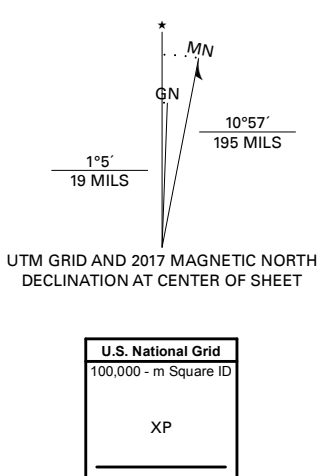 MN
GN
10°57´
195 MILS
1°5´
19 MILS
UTM GRID AND 2017 MAGNETIC NORTH
DECLINATION AT CENTER OF SHEET
U.S. National Grid
100,000 - m Square ID
XP